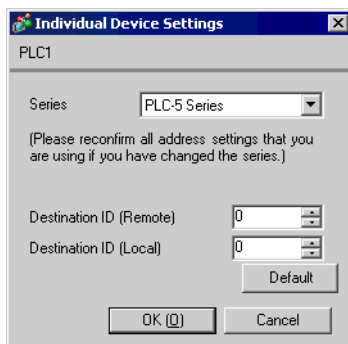 Individual Device Settings
PLC1
Series PLC-5 Series
(Please reconfirm all address settings that you
are using if you have changed the series.)
Destination ID (Remote) 0
Destination ID (Local) 0
Default
OK (O) Cancel